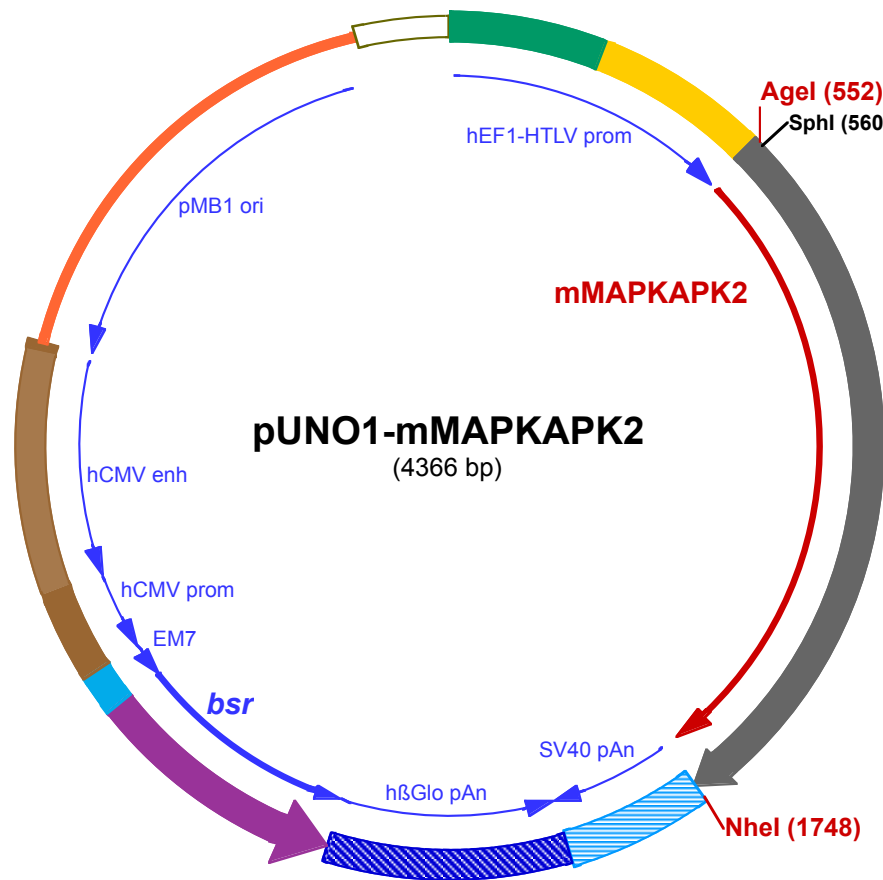 hEF1-HTLV prom
AgeI (552)
SphI (560
pMB1 ori
mMAPKAPK2
pUNO1-mMAPKAPK2
(4366 bp)
hCMV enh
hCMV prom
EM7
bsr
SV40 pAn
hßGlo pAn
NheI (1748)